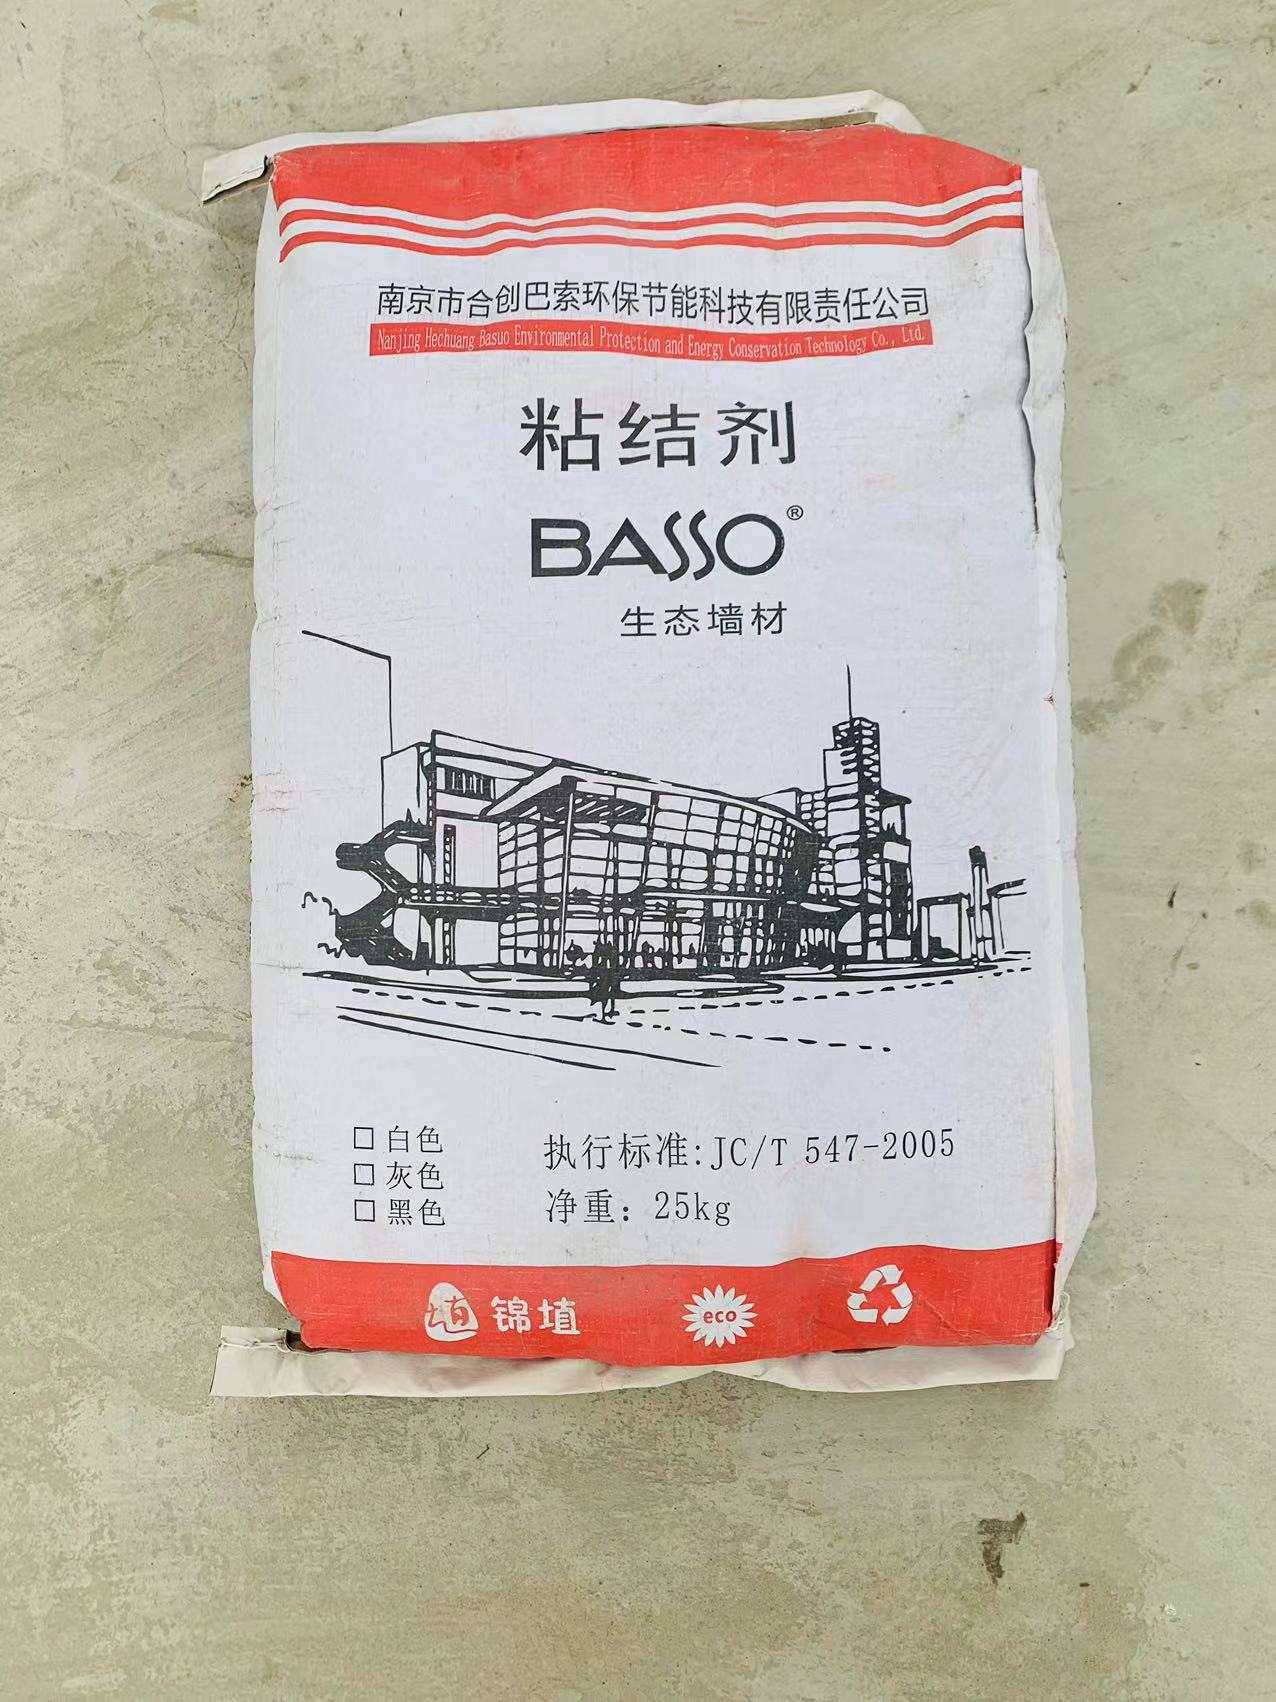 南京市合创巴索环保节能科技有限责任公司
Nanjing Hechuang Basuo Environmental Protection and Energy Conservation Technology Co., Ltd.
粘结剂
BASSO®
生态墙材
□ 白色
□ 灰色
□ 黑色
执行标准:JC/T 547-2005
净重：25kg
埴 锦埴
eco